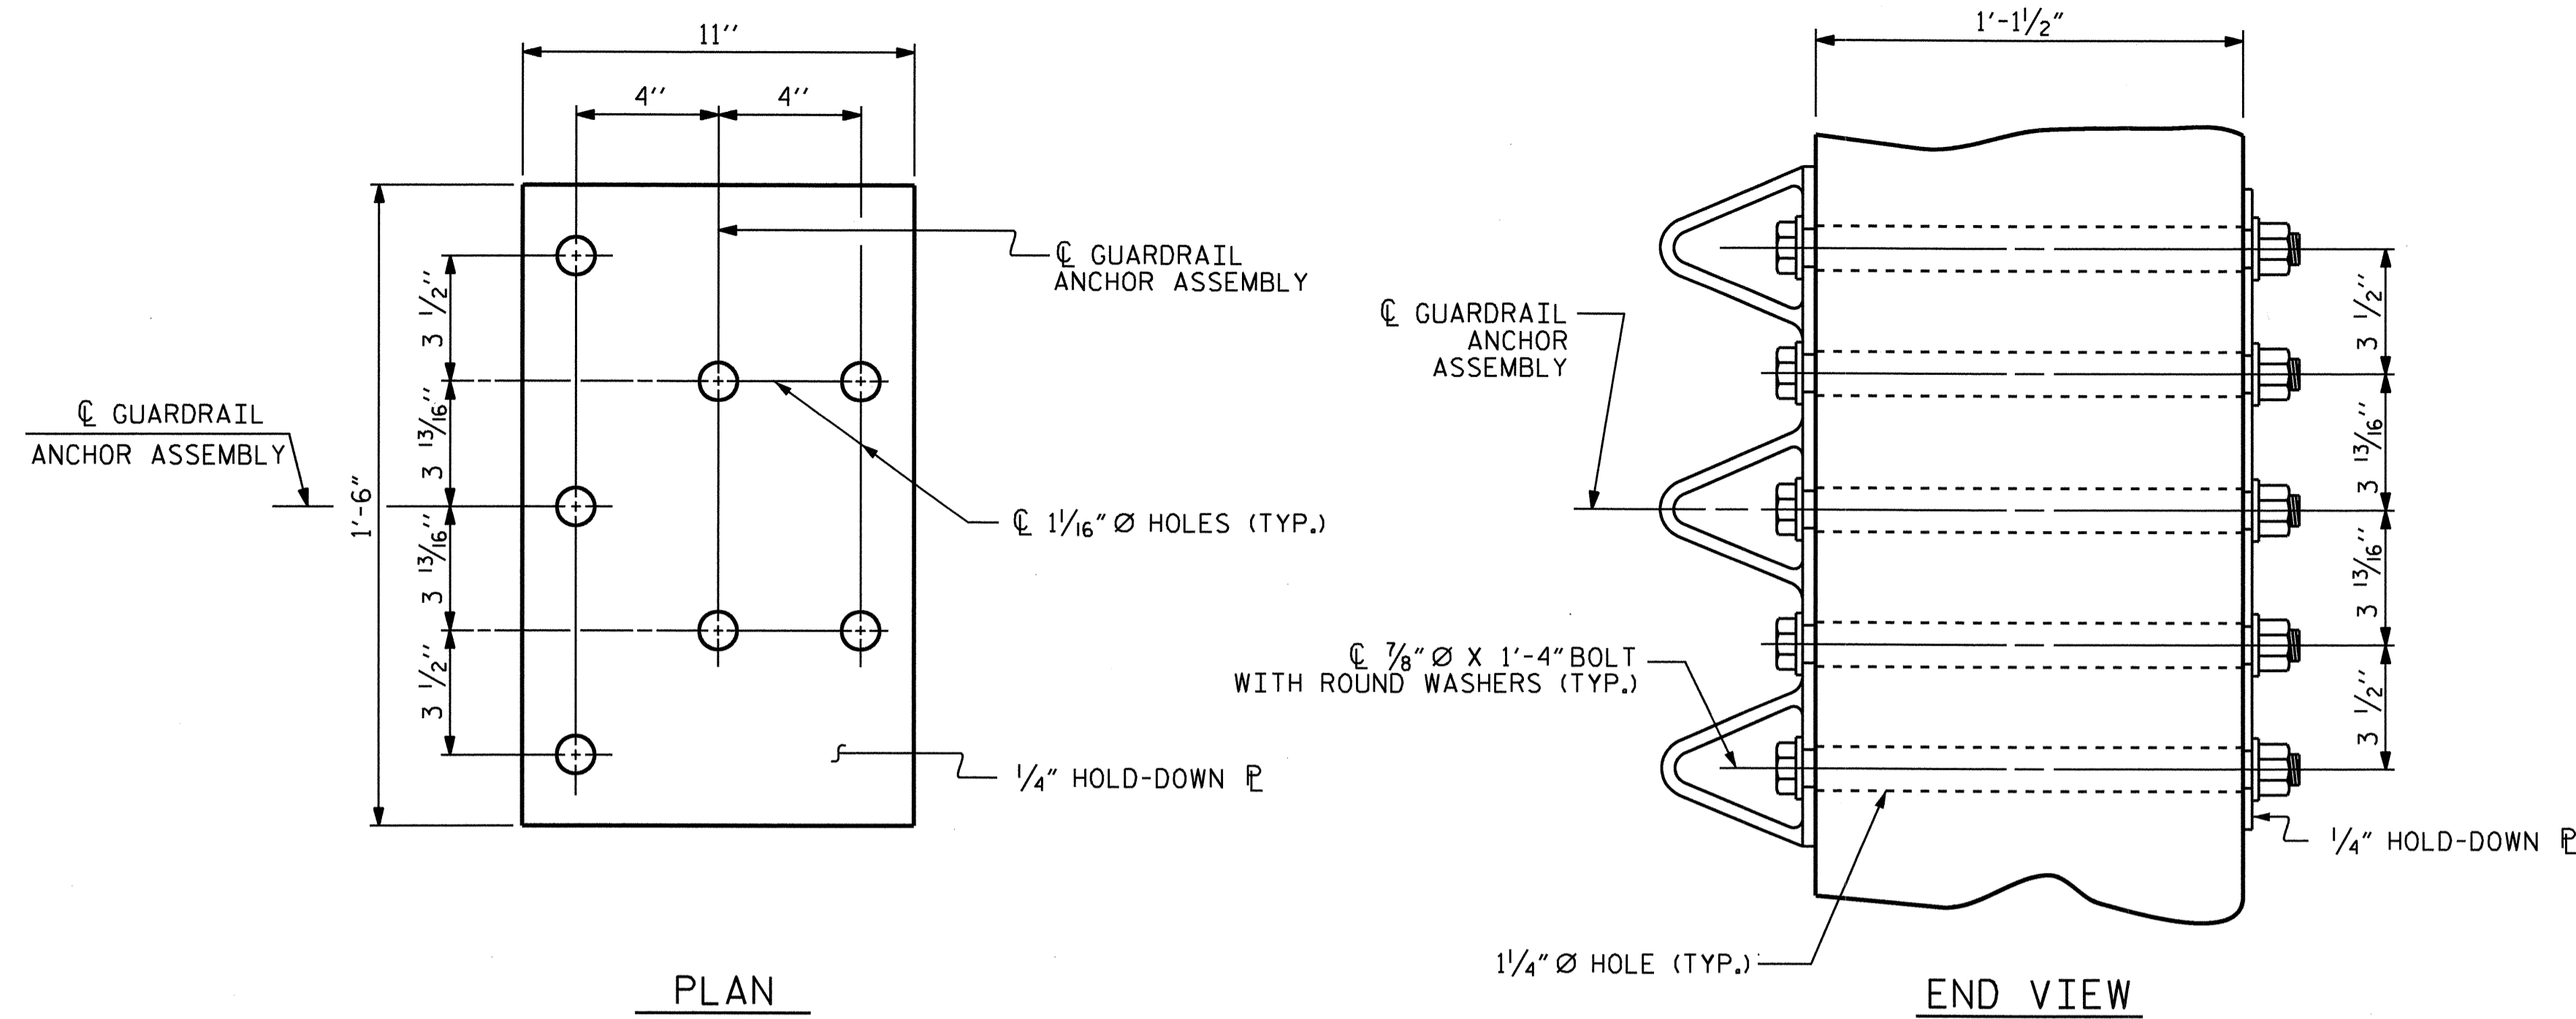 11''
4'' 4''
℄ GUARDRAIL
ANCHOR ASSEMBLY
3 1/2''
3 13/16''
℄ GUARDRAIL
ANCHOR ASSEMBLY
1'-6"
3 13/16''
3 1/2''
℄ 1 1/16" Ø HOLES (TYP.)
1/4" HOLD-DOWN ⅊
PLAN
1'-1 1/2"
℄ GUARDRAIL
ANCHOR
ASSEMBLY
3 1/2''
3 13/16''
3 13/16''
3 1/2''
℄ 7/8" Ø X 1'-4" BOLT
WITH ROUND WASHERS (TYP.)
1/4" HOLD-DOWN ⅊
1 1/4" Ø HOLE (TYP.)
END VIEW